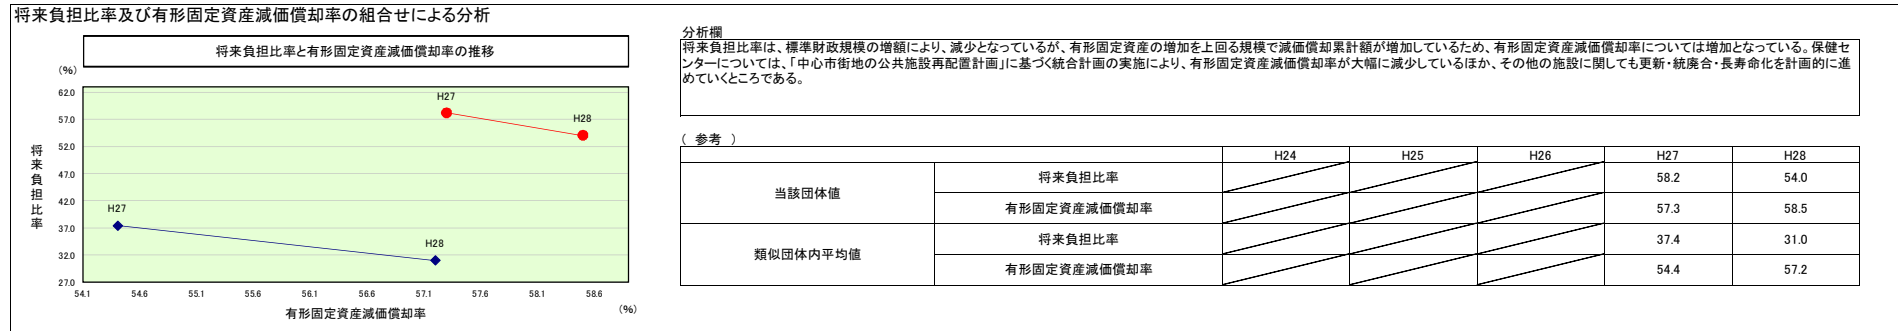 将来負担比率及び有形固定資産減価償却率の組合せによる分析
将来負担比率と有形固定資産減価償却率の推移
(%)
62.0
57.0
52.0
47.0
42.0
37.0
32.0
27.0
将来負担比率
H27
H28
H27
H28
54.1 54.6 55.1 55.6 56.1 56.6 57.1 57.6 58.1 58.6
有形固定資産減価償却率
(%)
分析欄
将来負担比率は、標準財政規模の増額により、減少となっているが、有形固定資産の増加を上回る規模で減価償却累計額が増加しているため、有形固定資産減価償却率については増加となっている。保健セ
ンターについては、「中心市街地の公共施設再配置計画」に基づく統合計画の実施により、有形固定資産減価償却率が大幅に減少しているほか、その他の施設に関しても更新・統廃合・長寿命化を計画的に進
めていくところである。
( 参考 )
H24 H25 H26 H27 H28
当該団体値
将来負担比率 58.2 54.0
有形固定資産減価償却率 57.3 58.5
類似団体内平均値
将来負担比率 37.4 31.0
有形固定資産減価償却率 54.4 57.2